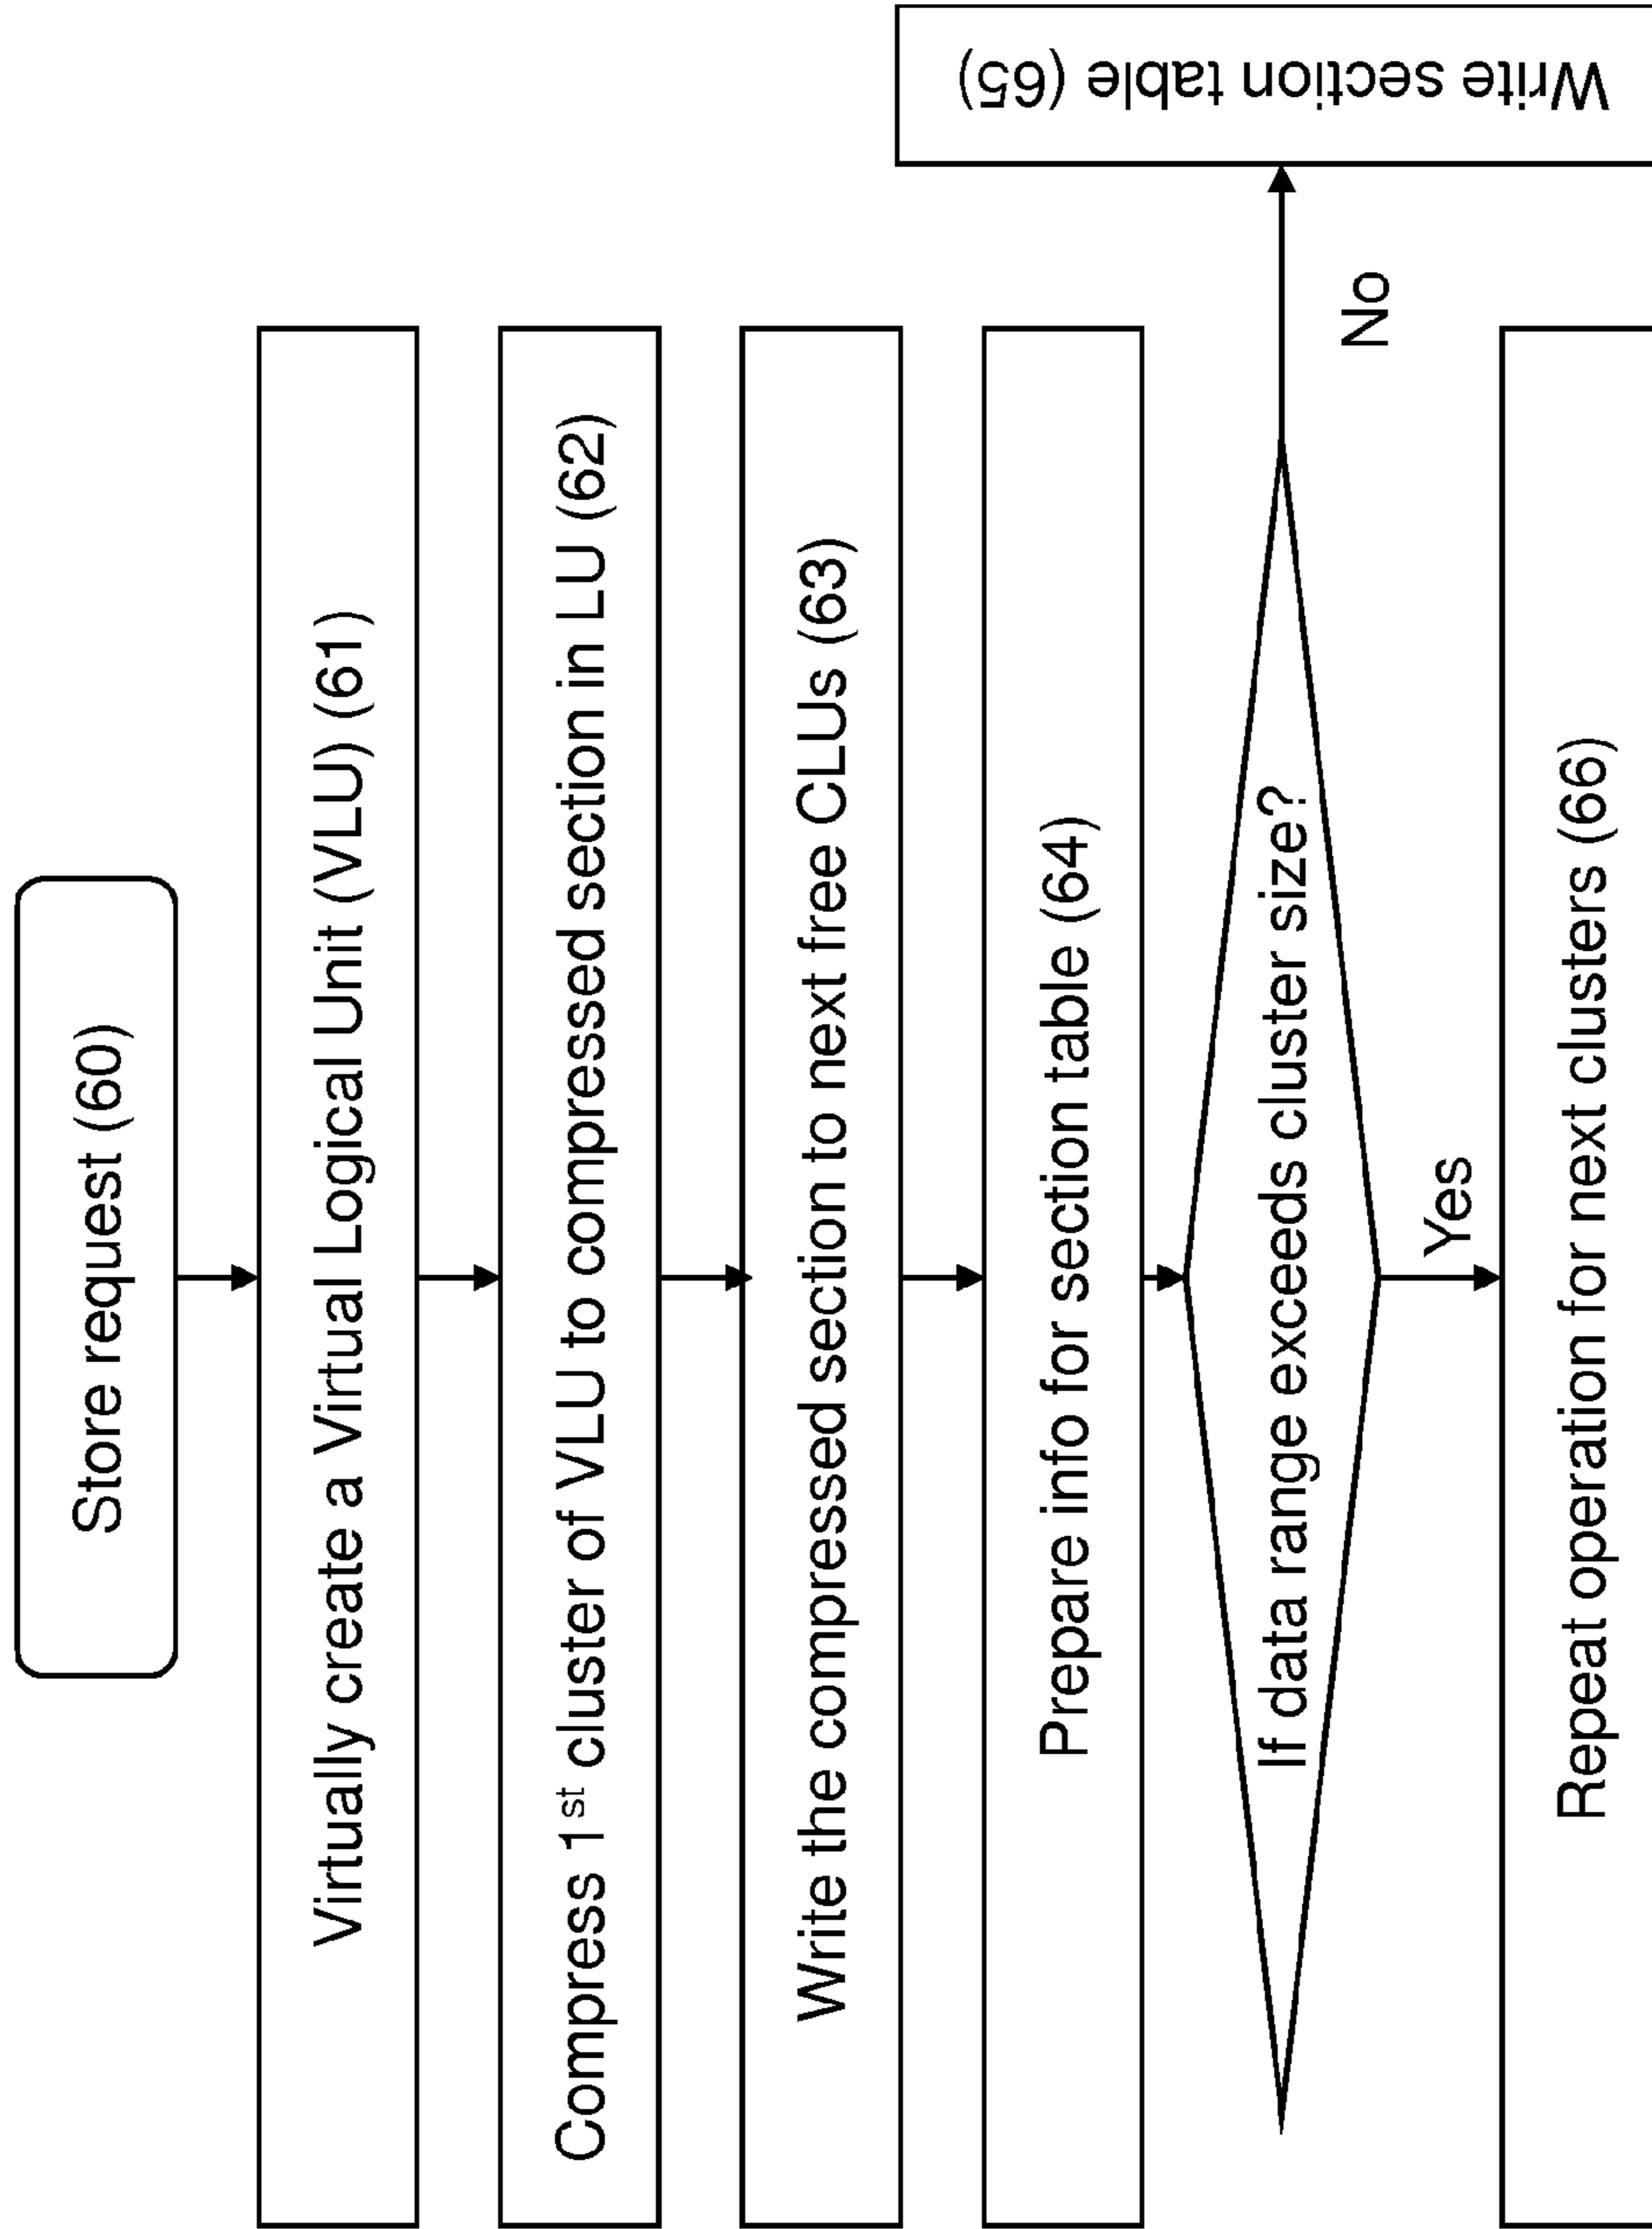 Store request (60)
Virtually create a Virtual Logical Unit (VLU) (61)
Compress 1st cluster of VLU to compressed section in LU (62)
Write the compressed section to next free CLUs (63)
Prepare info for section table (64)
If data range exceeds cluster size?
No
Write section table (65)
Yes
Repeat operation for next clusters (66)